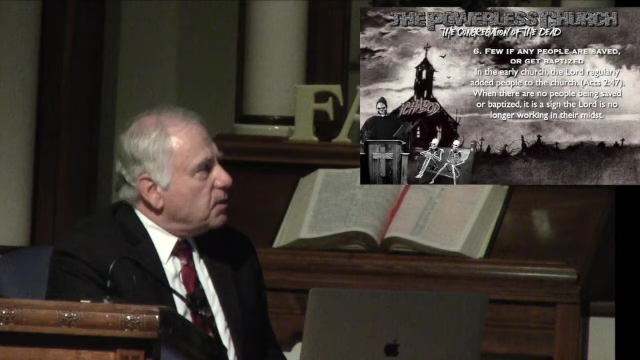 THE POWERLESS CHURCH
THE CONGREGATION OF THE DEAD
6. FEW IF ANY PEOPLE ARE SAVED,
OR GET BAPTIZED
In the early church, the Lord regularly
added people to the church. (Acts 2:47).
When there are no people being saved
or baptized, it is a sign the Lord is no
longer working in their midst.
ICHABOD
FA